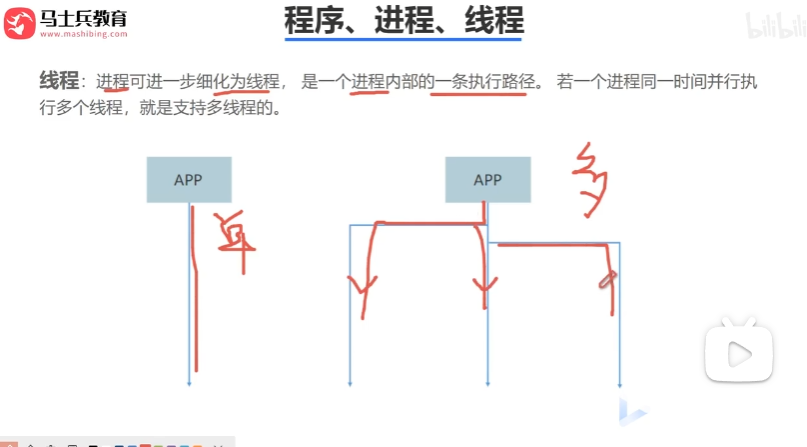 马士兵教育
www.mashibing.com
程序、进程、线程
bilibili
线程：进程可进一步细化为线程， 是一个进程内部的一条执行路径。 若一个进程同一时间并行执
行多个线程，就是支持多线程的。
APP
单
APP
多